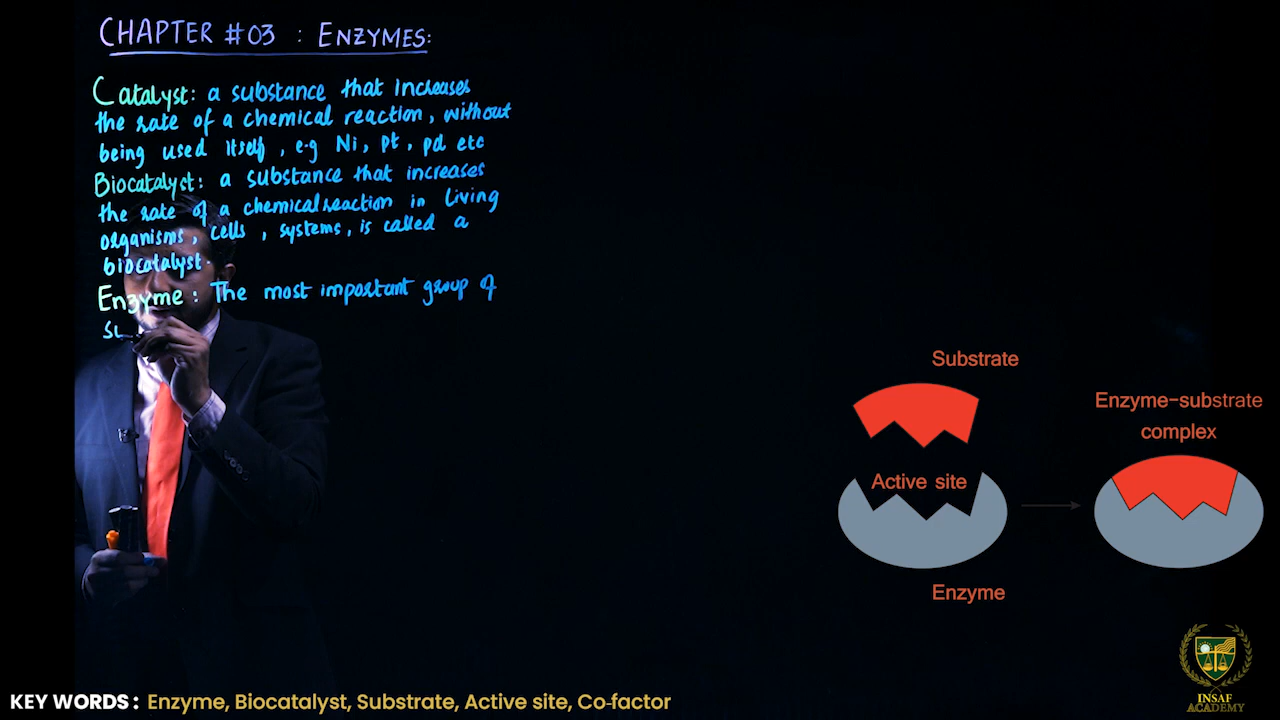 CHAPTER #03 : ENZYMES:
Catalyst: a substance that increases
the rate of a chemical reaction, without
being used itself, e.g Ni, Pt, pd etc
Biocatalyst: a substance that increases
the rate of a chemical reaction in Living
organisms, cells, systems, is called a
biocatalyst.
Enzyme: The most important group of
Substrate
Enzyme-substrate
complex
Active site
Enzyme
INSAF
ACADEMY
KEY WORDS: Enzyme, Biocatalyst, Substrate, Active site, Co-factor